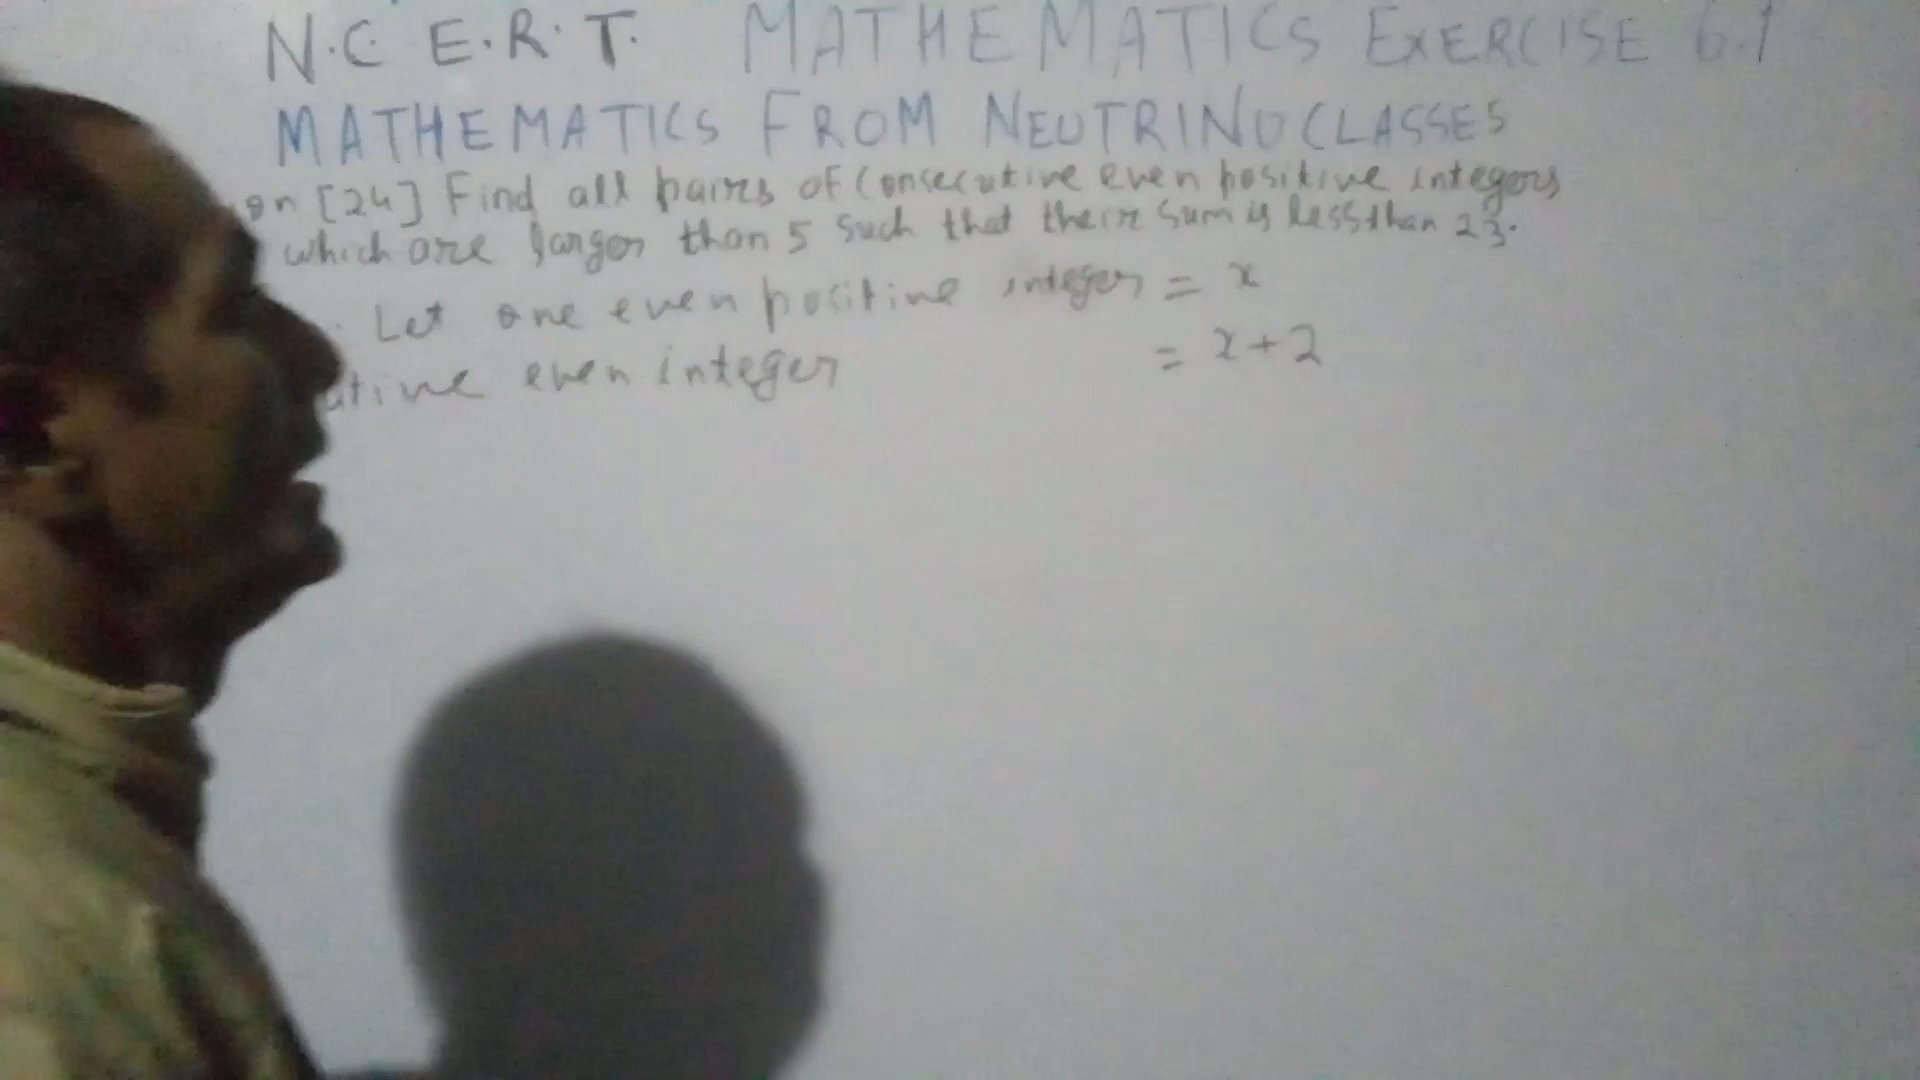 N.C.E.R.T. MATHEMATICS EXERCISE 6.1
MATHEMATICS FROM NEUTRINO CLASSES
on [24] Find all pairs of consecutive even positive integers
which are larger than 5 such that their sum is less than 23.
Let one even positive integer = x
ative even integer = x+2